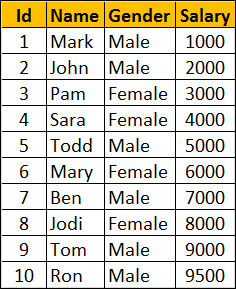 Id Name Gender Salary
1 Mark Male 1000
2 John Male 2000
3 Pam Female 3000
4 Sara Female 4000
5 Todd Male 5000
6 Mary Female 6000
7 Ben Male 7000
8 Jodi Female 8000
9 Tom Male 9000
10 Ron Male 9500